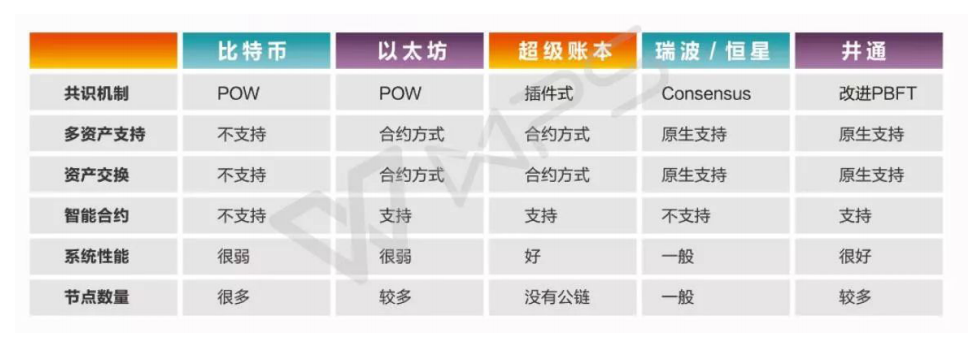 比特币 以太坊 超级账本 瑞波/恒星 井通
共识机制 POW POW 插件式 Consensus 改进PBFT
多资产支持 不支持 合约方式 合约方式 原生支持 原生支持
资产交换 不支持 合约方式 合约方式 原生支持 原生支持
智能合约 不支持 支持 支持 不支持 支持
系统性能 很弱 很弱 好 一般 很好
节点数量 很多 较多 没有公链 一般 较多
WPS